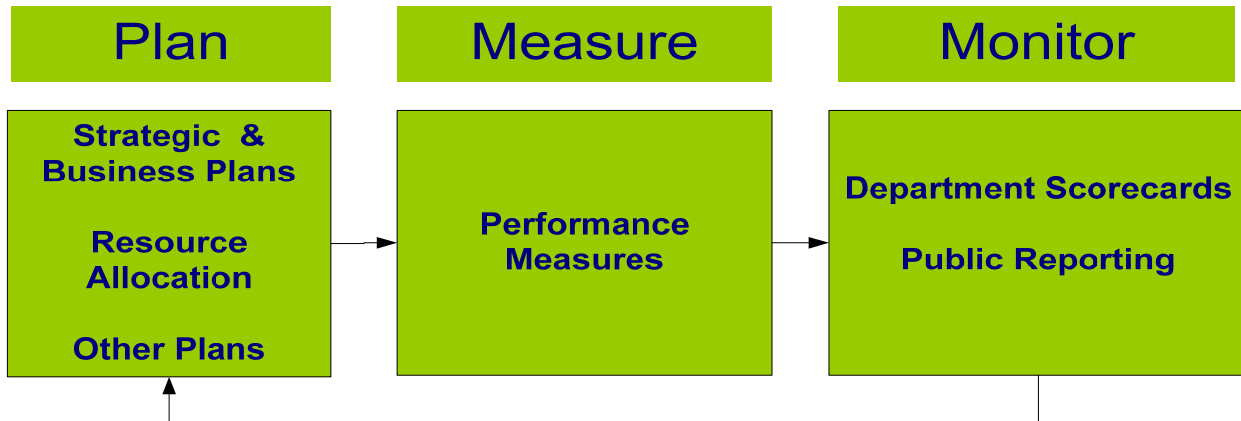 Plan
Measure
Monitor
Strategic & 
Business Plans
Resource
Allocation
Other Plans
Performance
Measures
Department Scorecards
Public Reporting